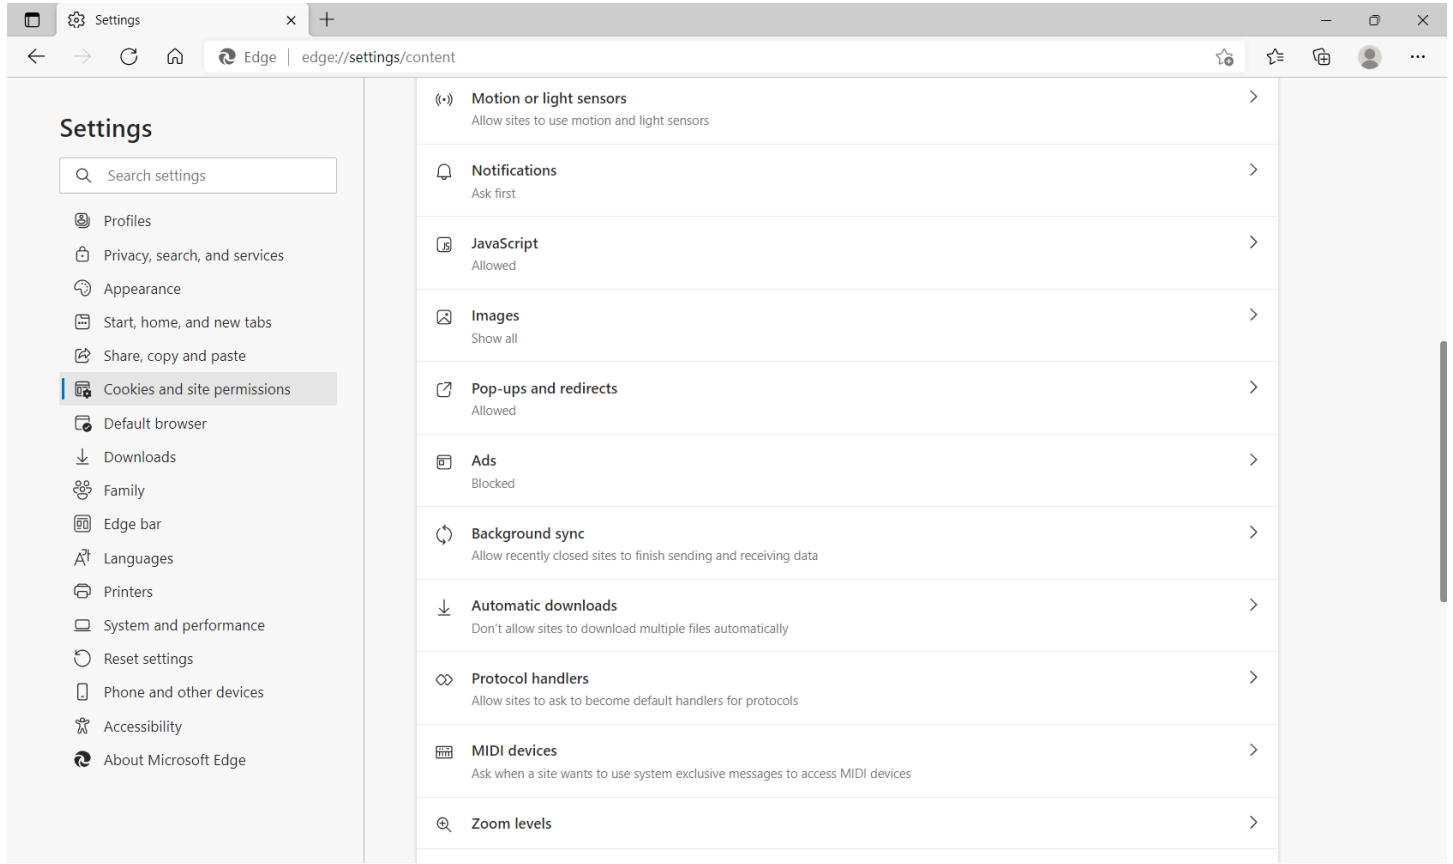 Settings
Edge
edge://settings/content
Settings
Search settings
Profiles
Privacy, search, and services
Appearance
Start, home, and new tabs
Share, copy and paste
Cookies and site permissions
Default browser
Downloads
Family
Edge bar
Languages
Printers
System and performance
Reset settings
Phone and other devices
Accessibility
About Microsoft Edge
Motion or light sensors
Allow sites to use motion and light sensors
Notifications
Ask first
JavaScript
Allowed
Images
Show all
Pop-ups and redirects
Allowed
Ads
Blocked
Background sync
Allow recently closed sites to finish sending and receiving data
Automatic downloads
Don't allow sites to download multiple files automatically
Protocol handlers
Allow sites to ask to become default handlers for protocols
MIDI devices
Ask when a site wants to use system exclusive messages to access MIDI devices
Zoom levels